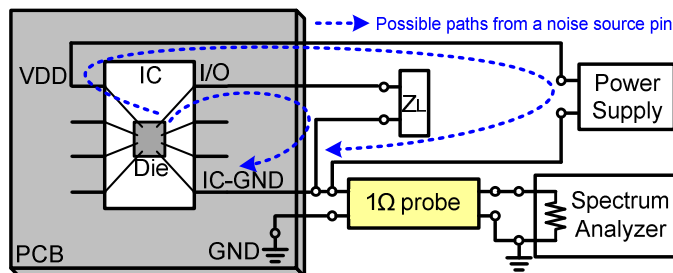 Possible paths from a noise source pin
VDD
IC
I/O
ZL
Power
Supply
Die
IC-GND
1Ω probe
Spectrum
Analyzer
GND
PCB